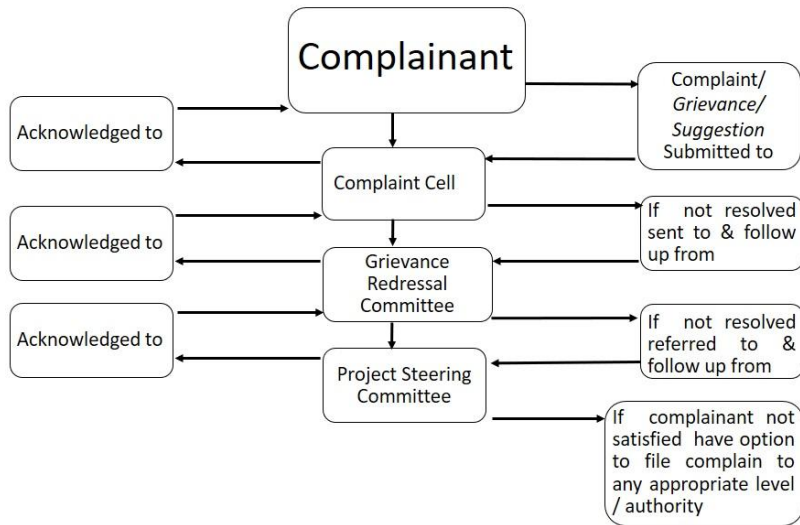 Complainant
Complaint/
Grievance/
Suggestion
Submitted to
Acknowledged to
Complaint Cell
If not resolved
sent to & follow
up from
Acknowledged to
Grievance
Redressal
Committee
If not resolved
referred to &
follow up from
Acknowledged to
Project Steering
Committee
If complainant not
satisfied have option
to file complain to
any appropriate level
/ authority